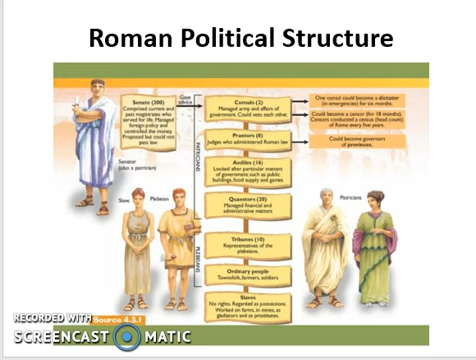 Roman Political Structure
Senate (300)
Comprised current and
past magistrates who
served for life. Managed
foreign policy and
controlled the money.
Proposed but could not
pass law.
Gave
advice
Consuls (2)
Managed army and affairs of
government. Could veto each other.
One consul could become a dictator
(in emergencies) for six months.
Could become a censor (for 18 months).
Censors conducted a census (head count)
of Rome every five years.
Praetors (8)
Judges who administered Roman law
Could become governors
of provinces.
Aediles (16)
Looked after particular matters
of government such as public
buildings, food supply and games
Quaestors (20)
Managed financial and
administrative matters
Tribunes (10)
Representatives of the
plebeians.
Ordinary people
Townsfolk, farmers, soldiers
Slaves
No rights. Regarded as possessions.
Worked on farms, in mines, as
gladiators and as prostitutes.
PATRICIANS
PLEBEIANS
Senator
(also a patrician)
Slave
Plebeian
Patricians
Source 4.3.1
RECORDED WITH
SCREENCAST MATIC